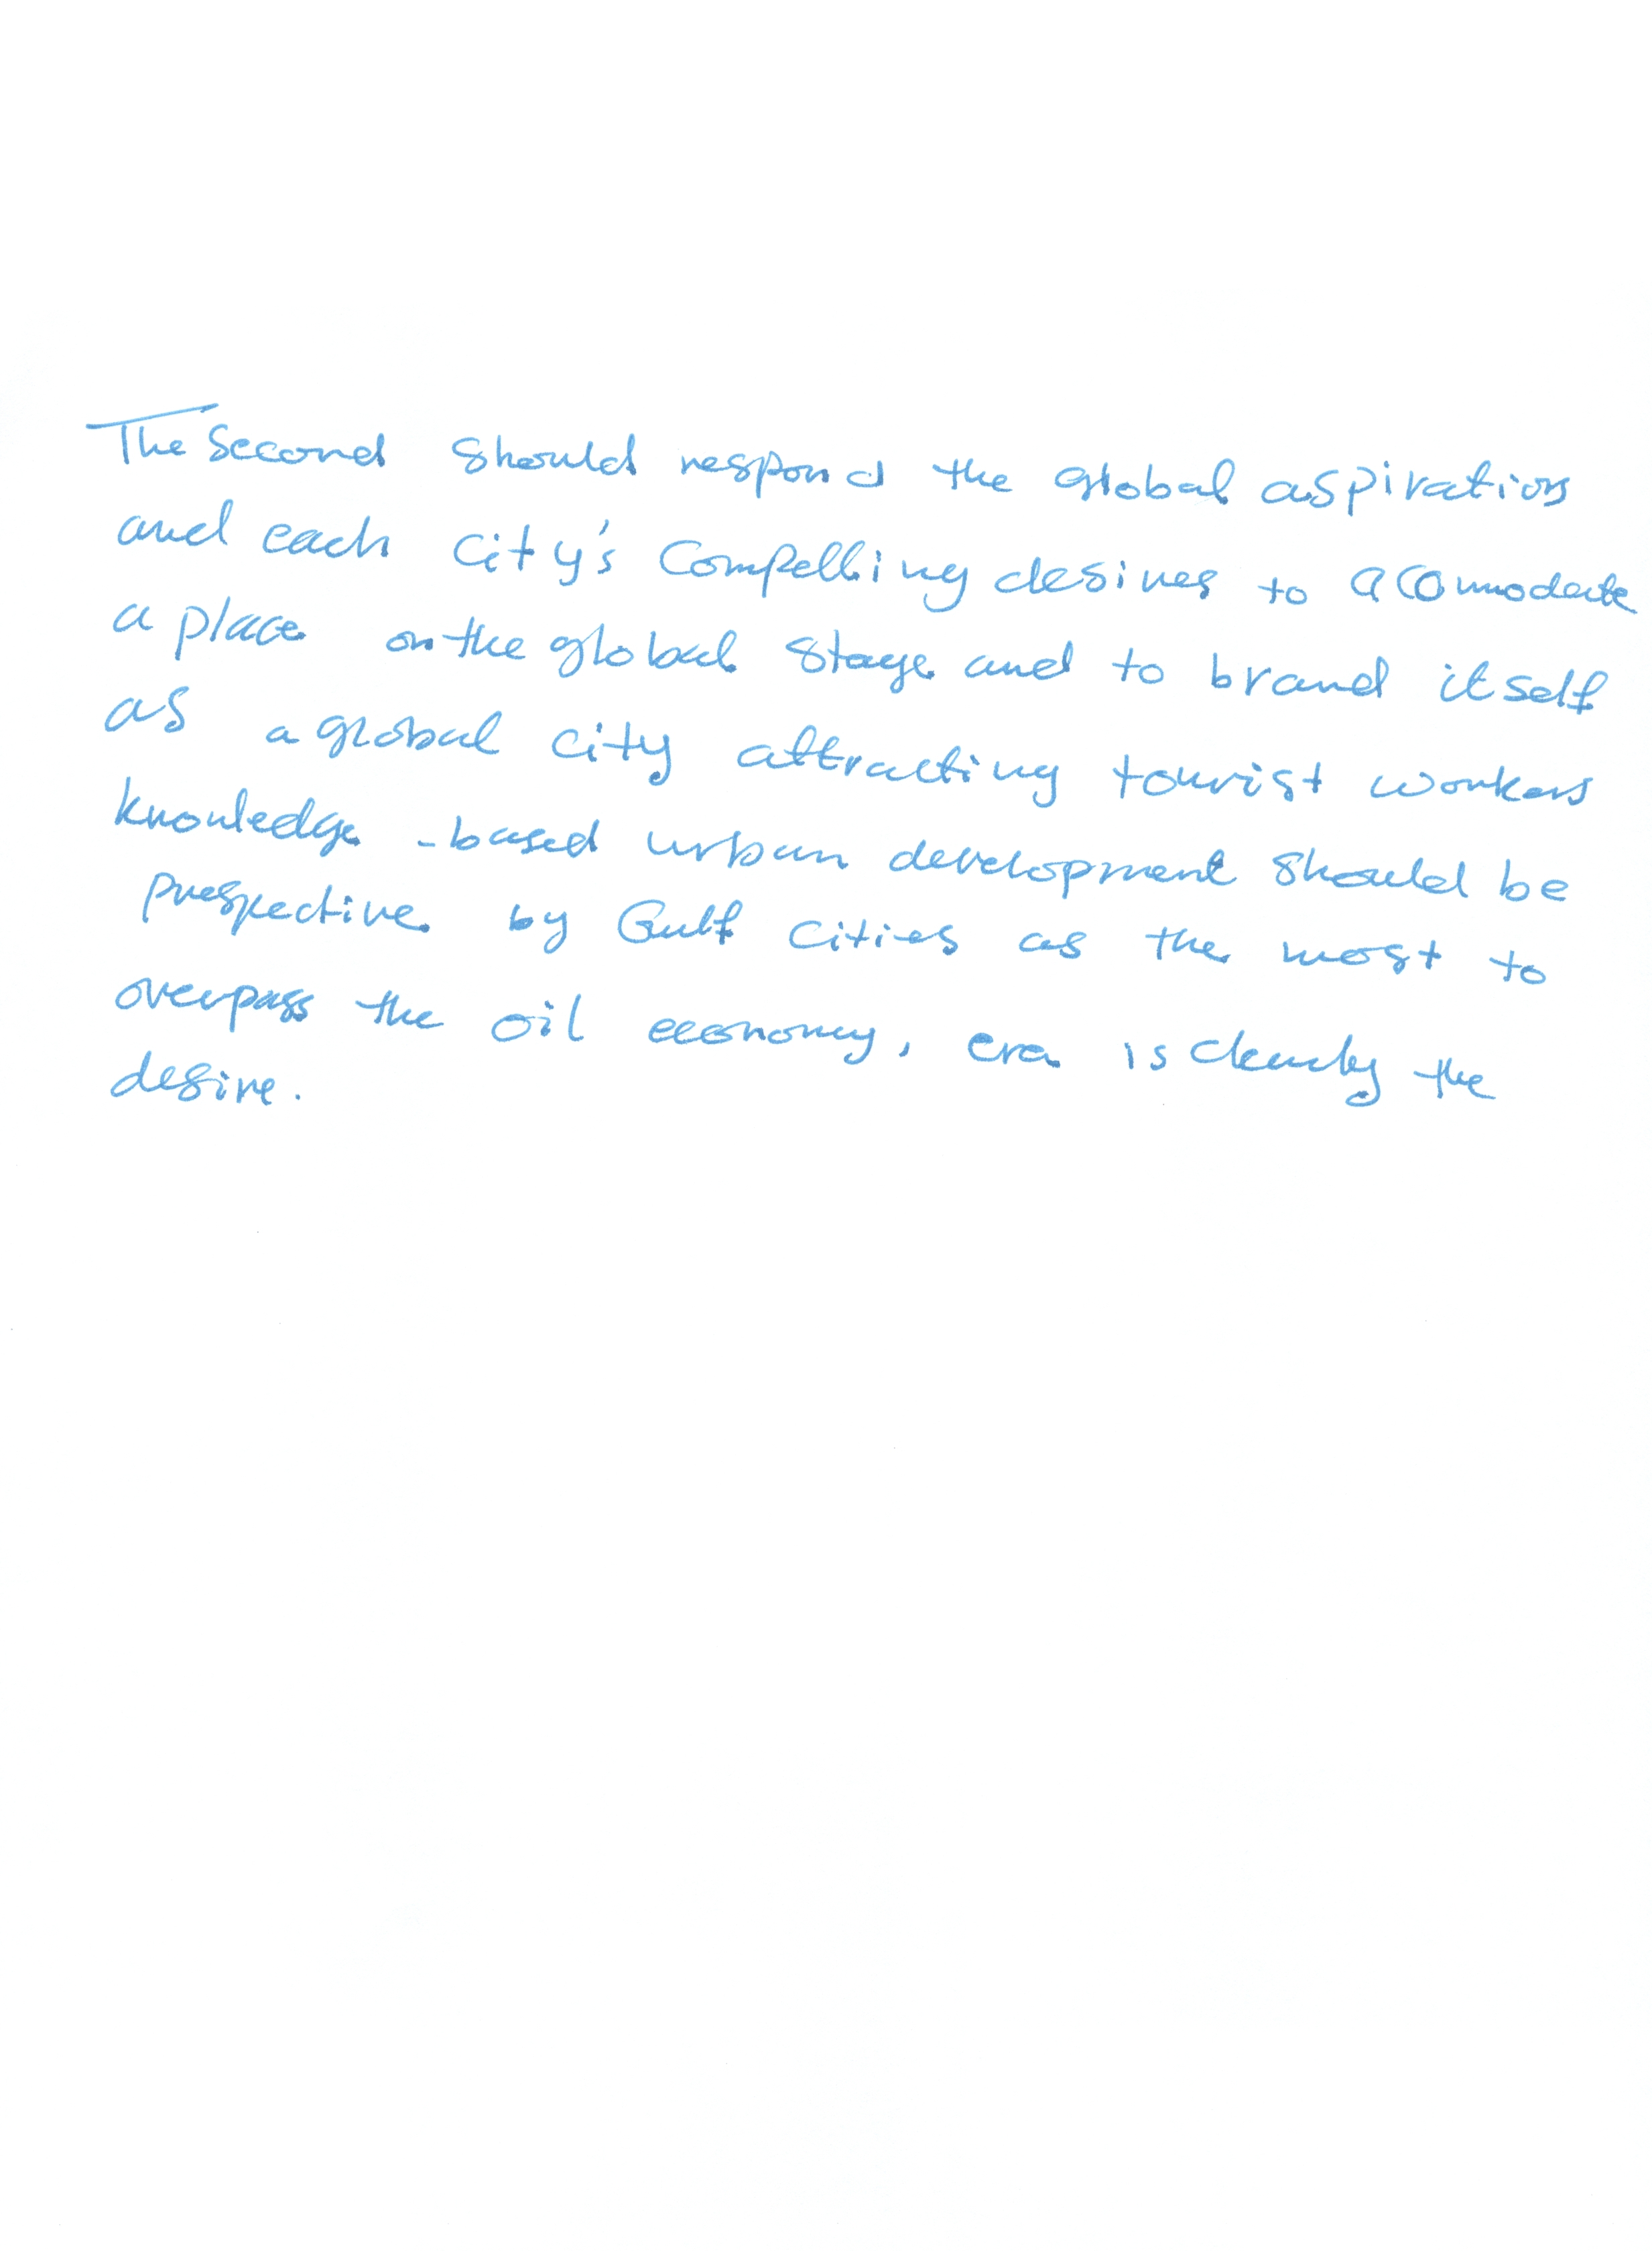 The Second should respond the global aspirations
and each city's compelling desires to acomodate
a place on the global stage and to brand itself
as a global city attracting tourist workers
knowledge -based urban development should be
prespective by Gulf cities as the most to
overpass the oil economy, era is clearly the
desire.